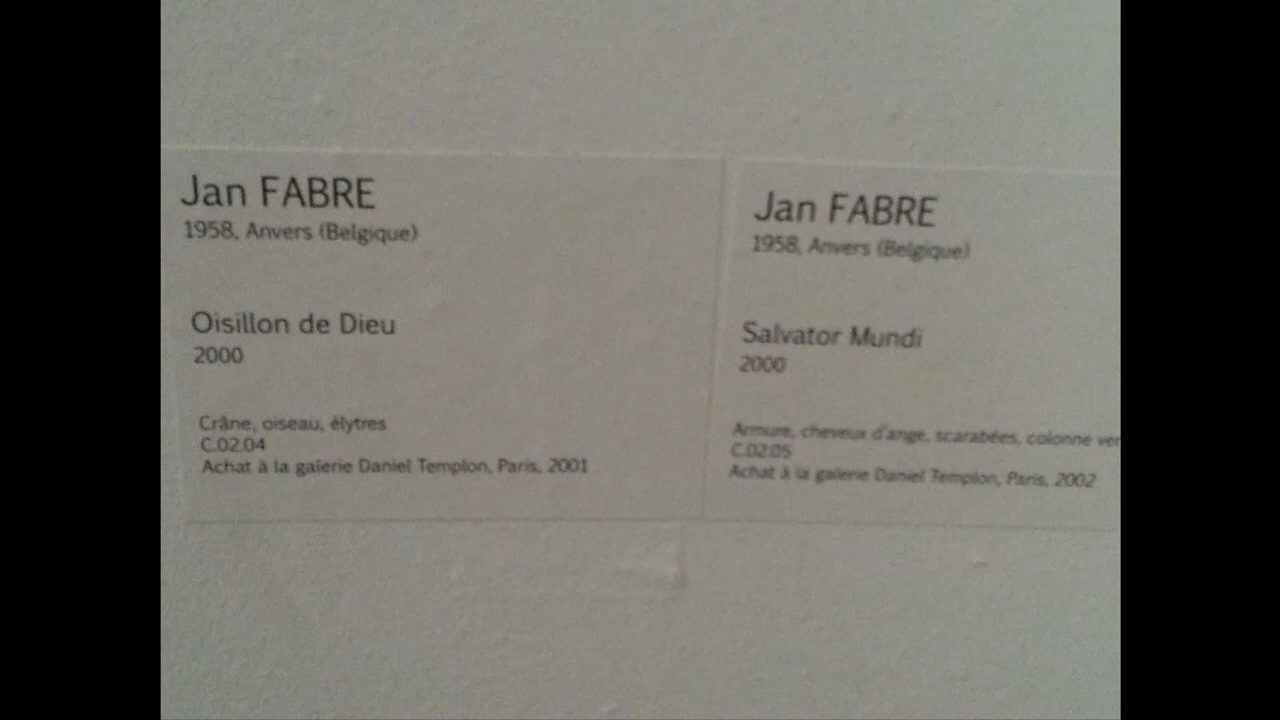 Jan FABRE
1958, Anvers (Belgique)
Oisillon de Dieu
2000
Crâne, oiseau, élytres
C.02.04
Achat à la galerie Daniel Templon, Paris, 2001
Jan FABRE
1958, Anvers (Belgique)
Salvator Mundi
2000
Armure, cheveux d'ange, scarabées, colonne
C.02.05
Achat à la galerie Daniel Templon, Paris, 2002